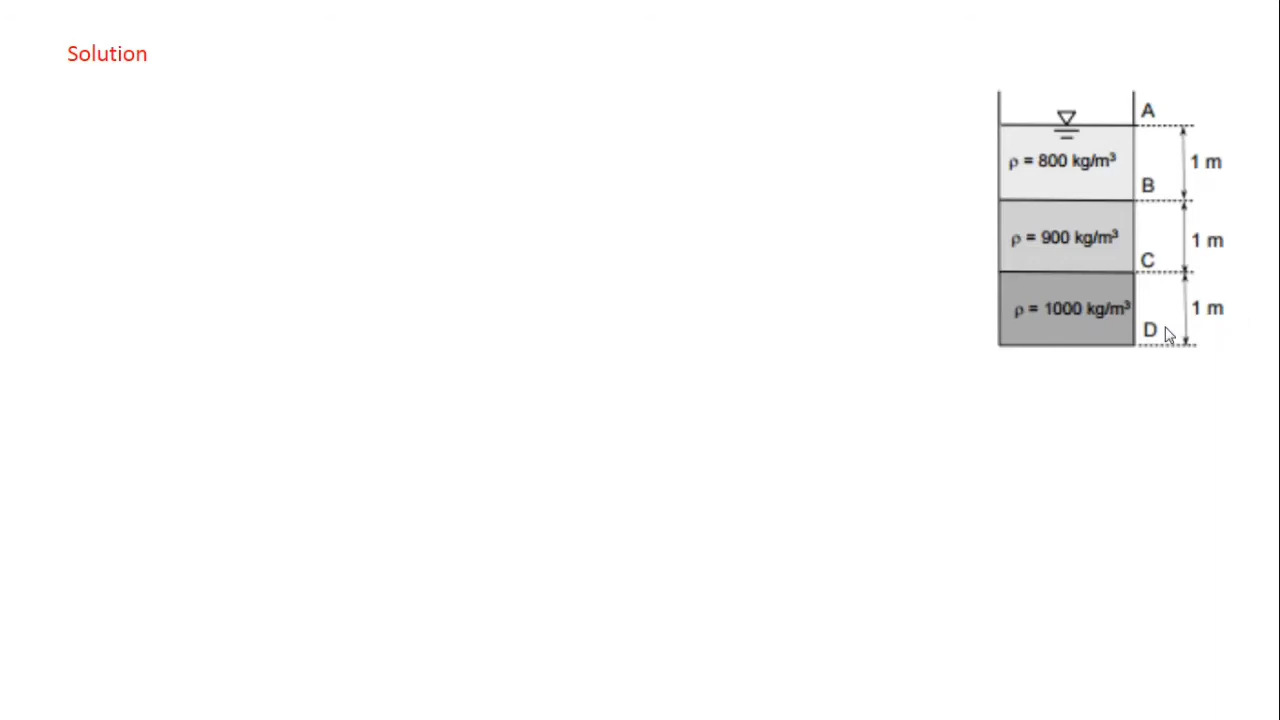 Solution
A
ρ = 800 kg/m³
1 m
B
ρ = 900 kg/m³
1 m
C
ρ = 1000 kg/m³
1 m
D